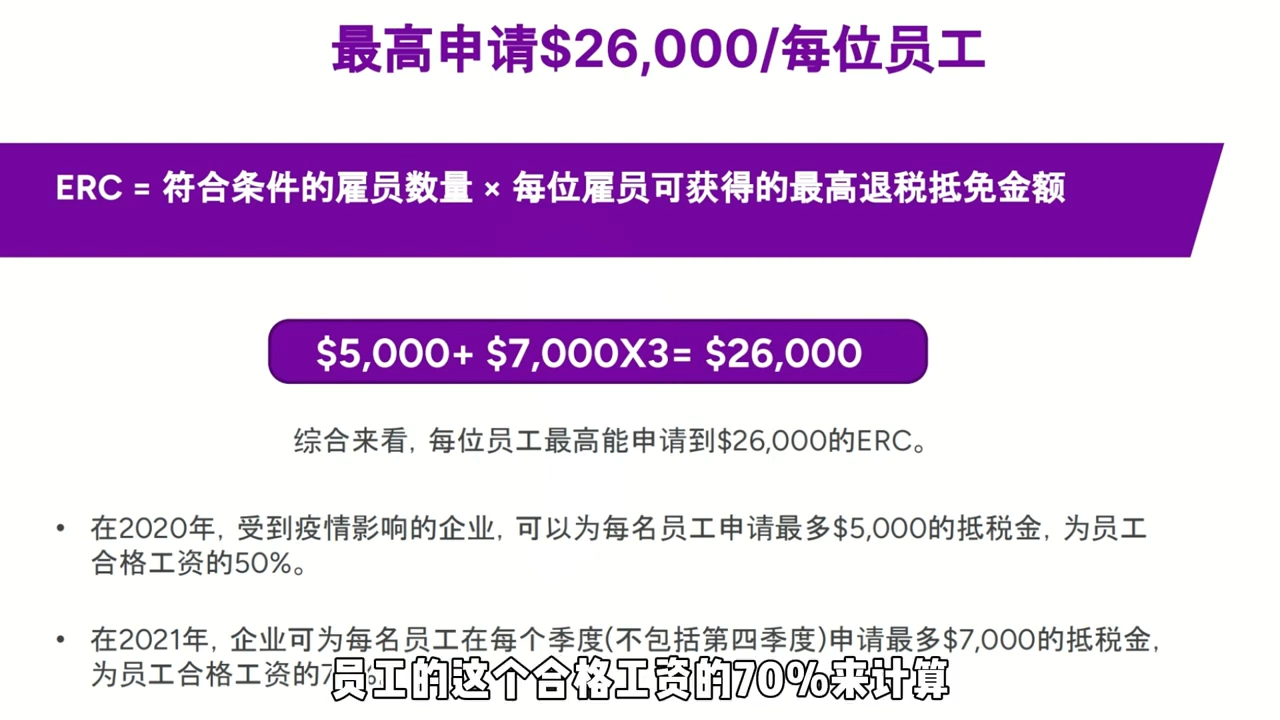 最高申请$26,000/每位员工
ERC = 符合条件的雇员数量 × 每位雇员可获得的最高退税抵免金额
$5,000+ $7,000X3= $26,000
综合来看, 每位员工最高能申请到$26,000的ERC。
• 在2020年, 受到疫情影响的企业, 可以为每名员工申请最多$5,000的抵税金, 为员工
合格工资的50%。
• 在2021年, 企业可为每名员工在每个季度(不包括第四季度)申请最多$7,000的抵税金,
为员工合格工资的7
员工的这个合格工资的70%来计算